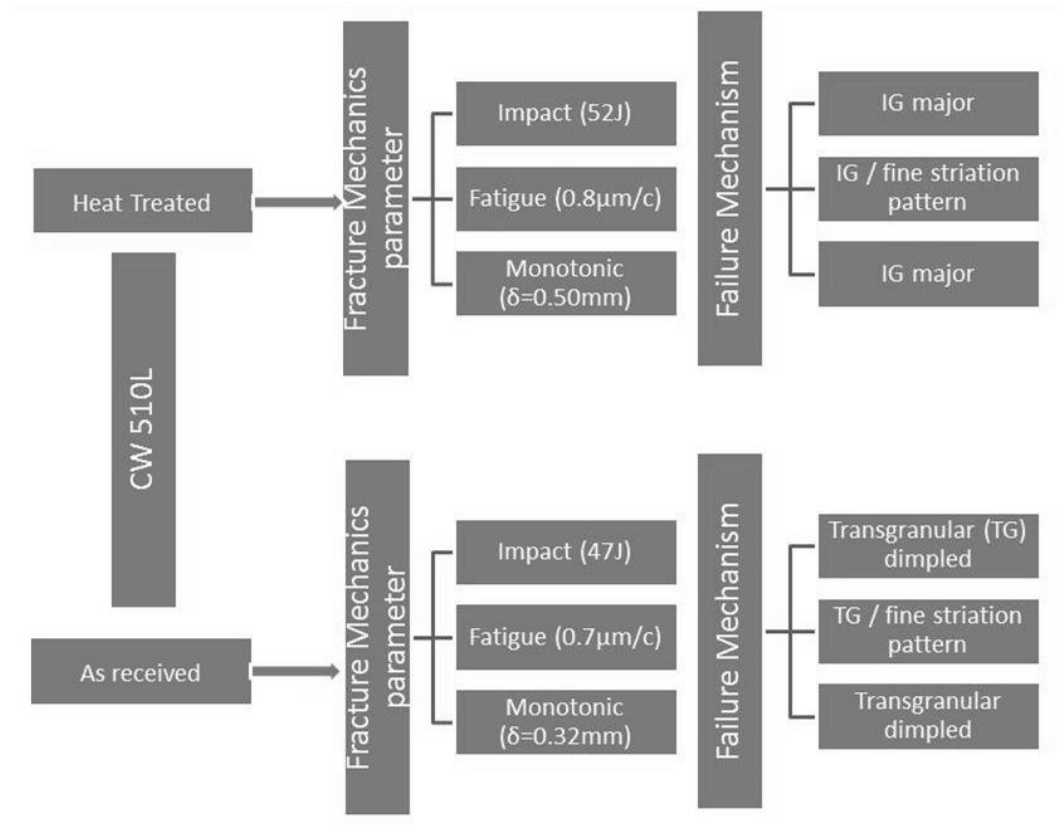 Heat Treated
CW 510L
As received
Fracture Mechanics
parameter
Impact (52J)
Fatigue (0.8µm/c)
Monotonic
(δ=0.50mm)
Failure Mechanism
IG major
IG / fine striation
pattern
IG major
Fracture Mechanics
parameter
Impact (47J)
Fatigue (0.7µm/c)
Monotonic
(δ=0.32mm)
Failure Mechanism
Transgranular (TG)
dimpled
TG / fine striation
pattern
Transgranular
dimpled